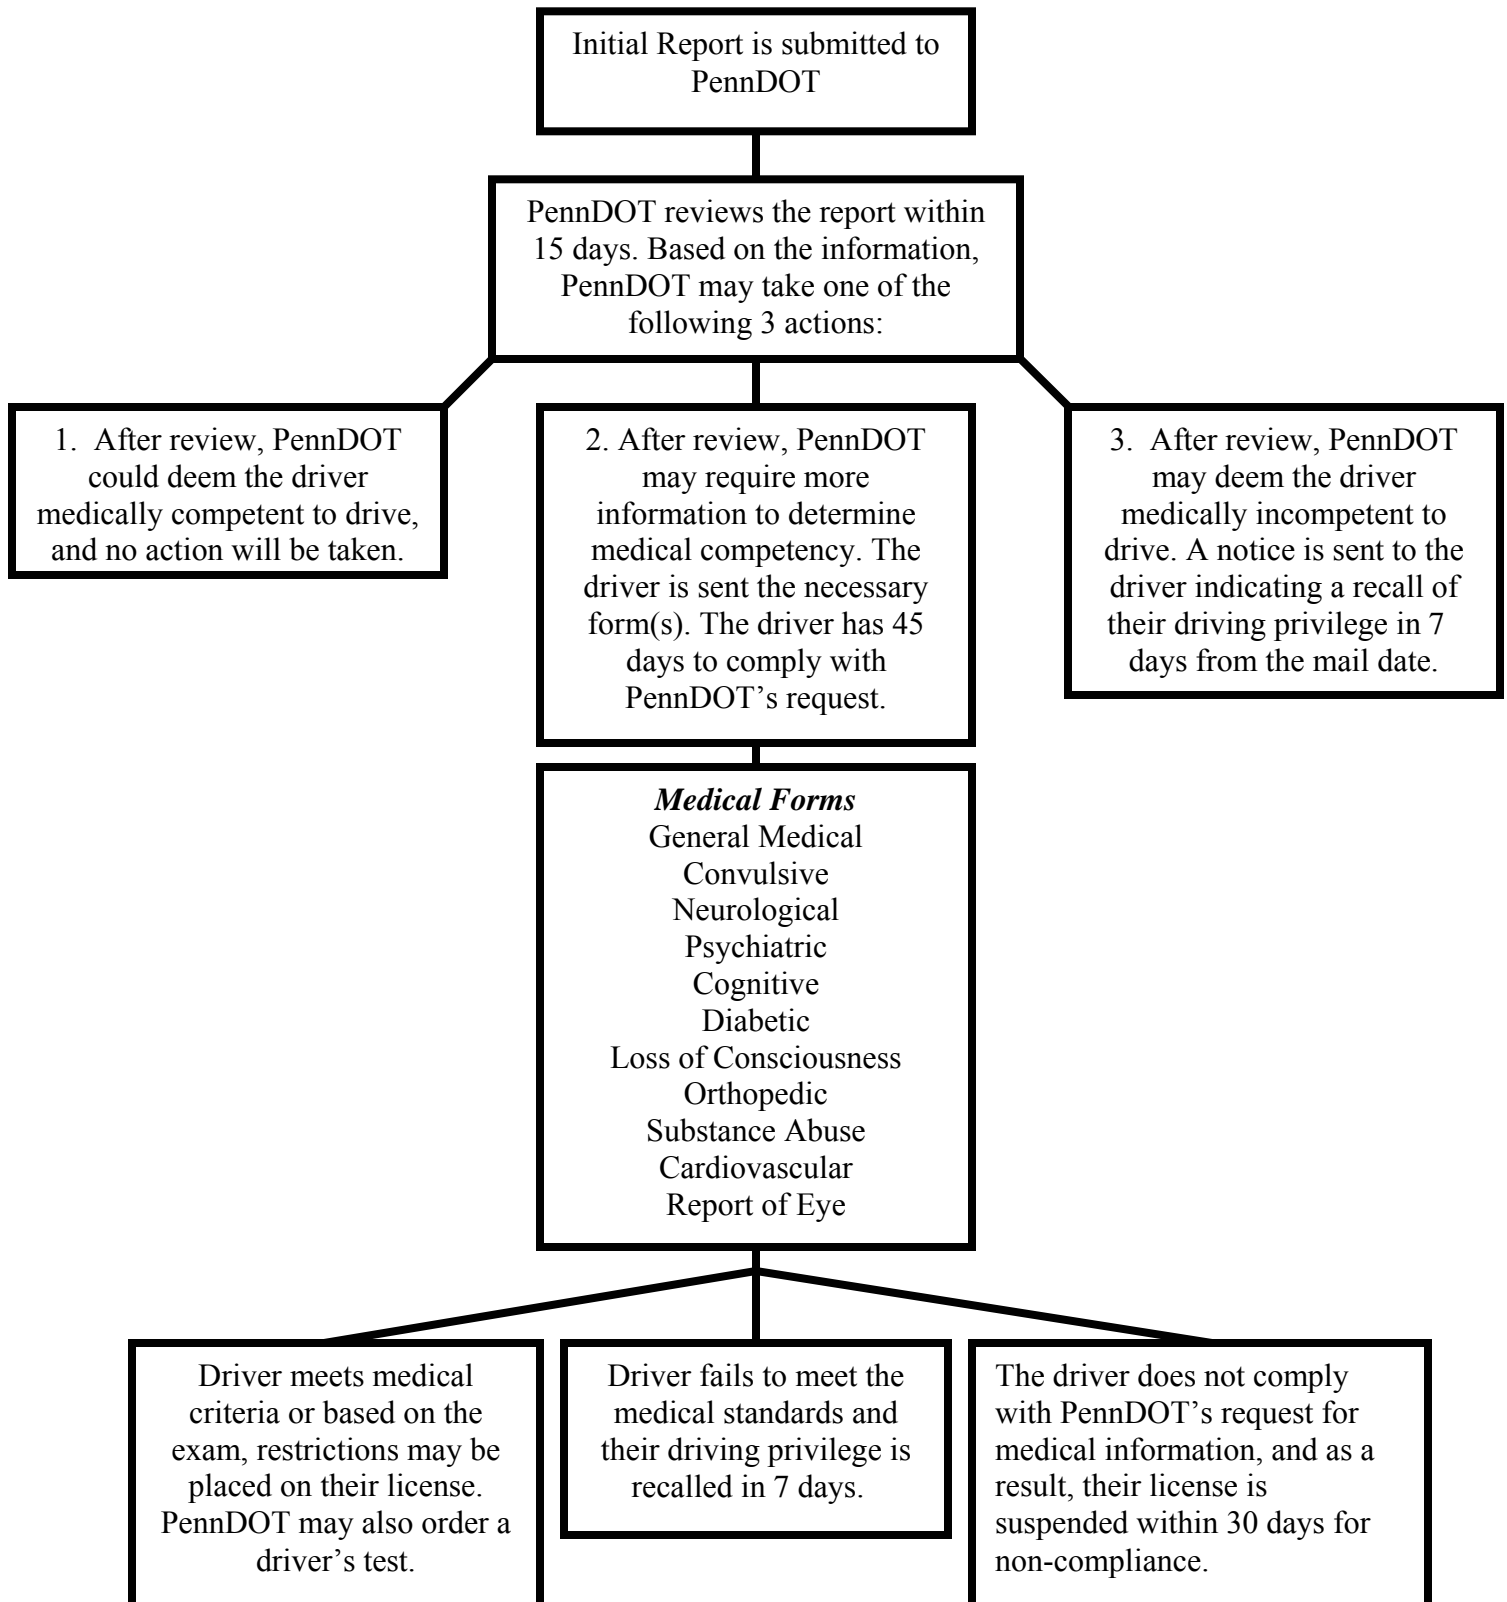 Initial Report is submitted to
PennDOT
PennDOT reviews the report within
15 days. Based on the information,
PennDOT may take one of the
following 3 actions:
1. After review, PennDOT
could deem the driver
medically competent to drive,
and no action will be taken.
2. After review, PennDOT
may require more
information to determine
medical competency. The
driver is sent the necessary
form(s). The driver has 45
days to comply with
PennDOT’s request.
3. After review, PennDOT
may deem the driver
medically incompetent to
drive. A notice is sent to the
driver indicating a recall of
their driving privilege in 7
days from the mail date.
Medical Forms
General Medical
Convulsive
Neurological
Psychiatric
Cognitive
Diabetic
Loss of Consciousness
Orthopedic
Substance Abuse
Cardiovascular
Report of Eye
Driver meets medical
criteria or based on the
exam, restrictions may be
placed on their license.
PennDOT may also order a
driver’s test.
Driver fails to meet the
medical standards and
their driving privilege is
recalled in 7 days.
The driver does not comply
with PennDOT’s request for
medical information, and as a
result, their license is
suspended within 30 days for
non-compliance.